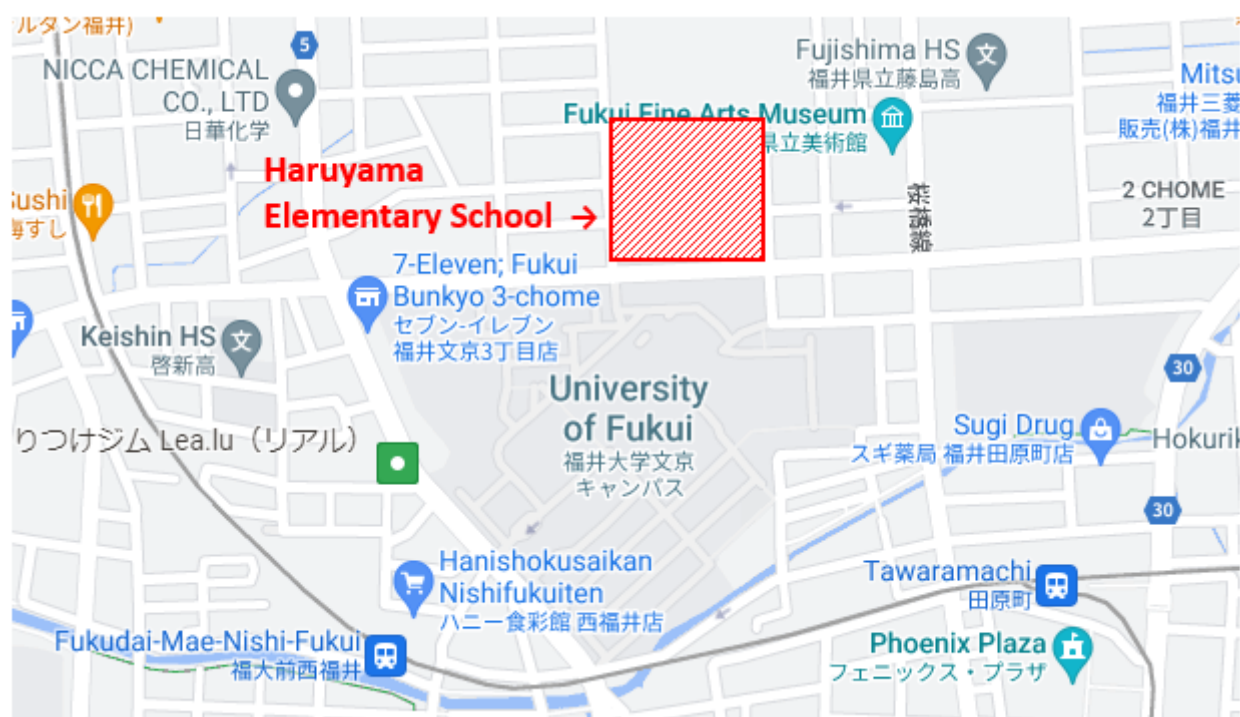 ルタン福井)
5
NICCA CHEMICAL
CO., LTD
日華化学
Fujishima HS
福井県立藤島高
Fukui Fine Arts Museum
県立美術館
Mitsu
福井三菱
販売(株)福井
Haruyama
Elementary School →
Sushi
毎すし
桜橋線
2 CHOME
2丁目
7-Eleven; Fukui
Bunkyo 3-chome
セブン-イレブン
福井文京3丁目店
Keishin HS
啓新高
30
University
of Fukui
福井大学文京
キャンパス
りつけジム Lea.lu(リアル)
Sugi Drug
スギ薬局 福井田原町店
Hokurik
30
Hanishokusaikan
Nishifukuiten
ハニー食彩館 西福井店
Tawaramachi
田原町
Fukudai-Mae-Nishi-Fukui
福大前西福井
Phoenix Plaza
フェニックス・プラザ